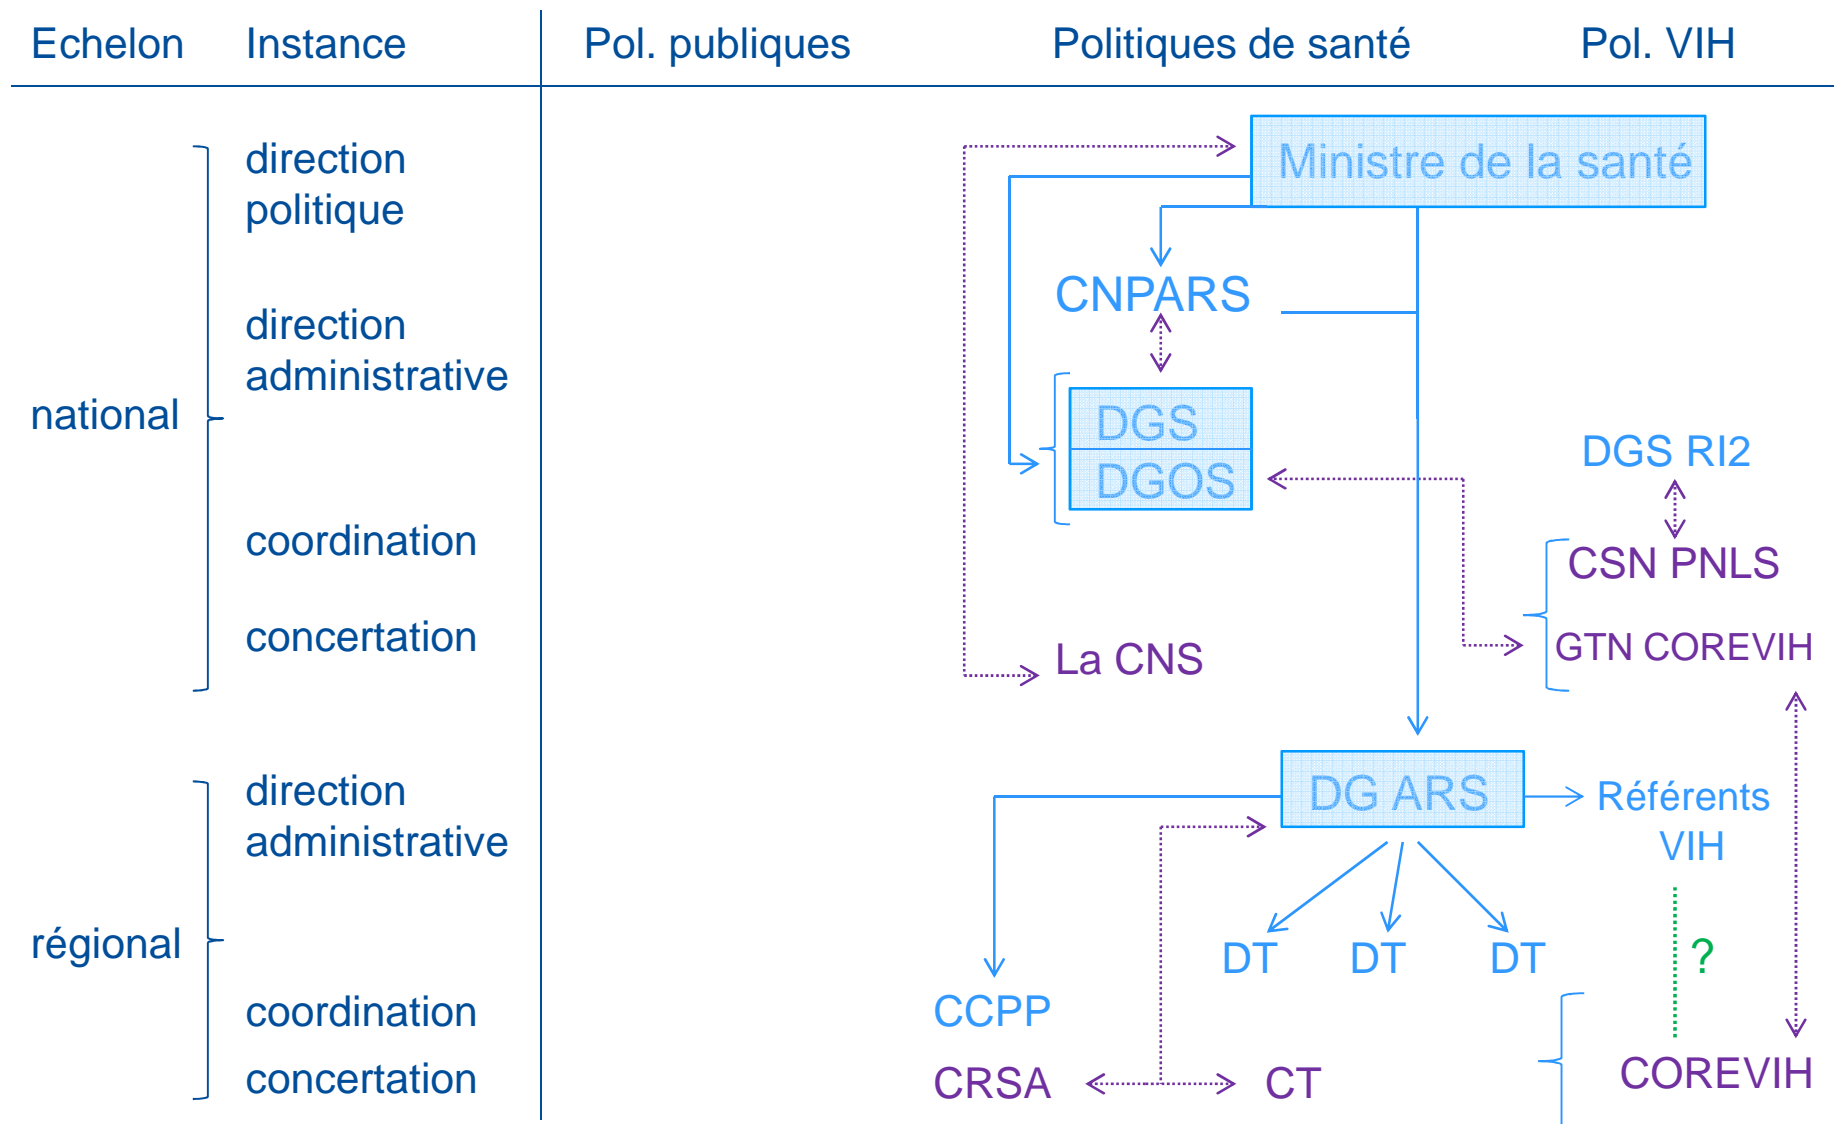 Echelon Instance Pol. publiques Politiques de santé Pol. VIH
direction
politique
Ministre de la santé
CNPARS
direction
administrative
national
DGS
DGOS
DGS RI2
coordination
CSN PNLS
concertation
La CNS
GTN COREVIH
direction
administrative
DG ARS
Référents
VIH
régional
DT DT DT
?
coordination
CCPP
concertation
CRSA CT
COREVIH